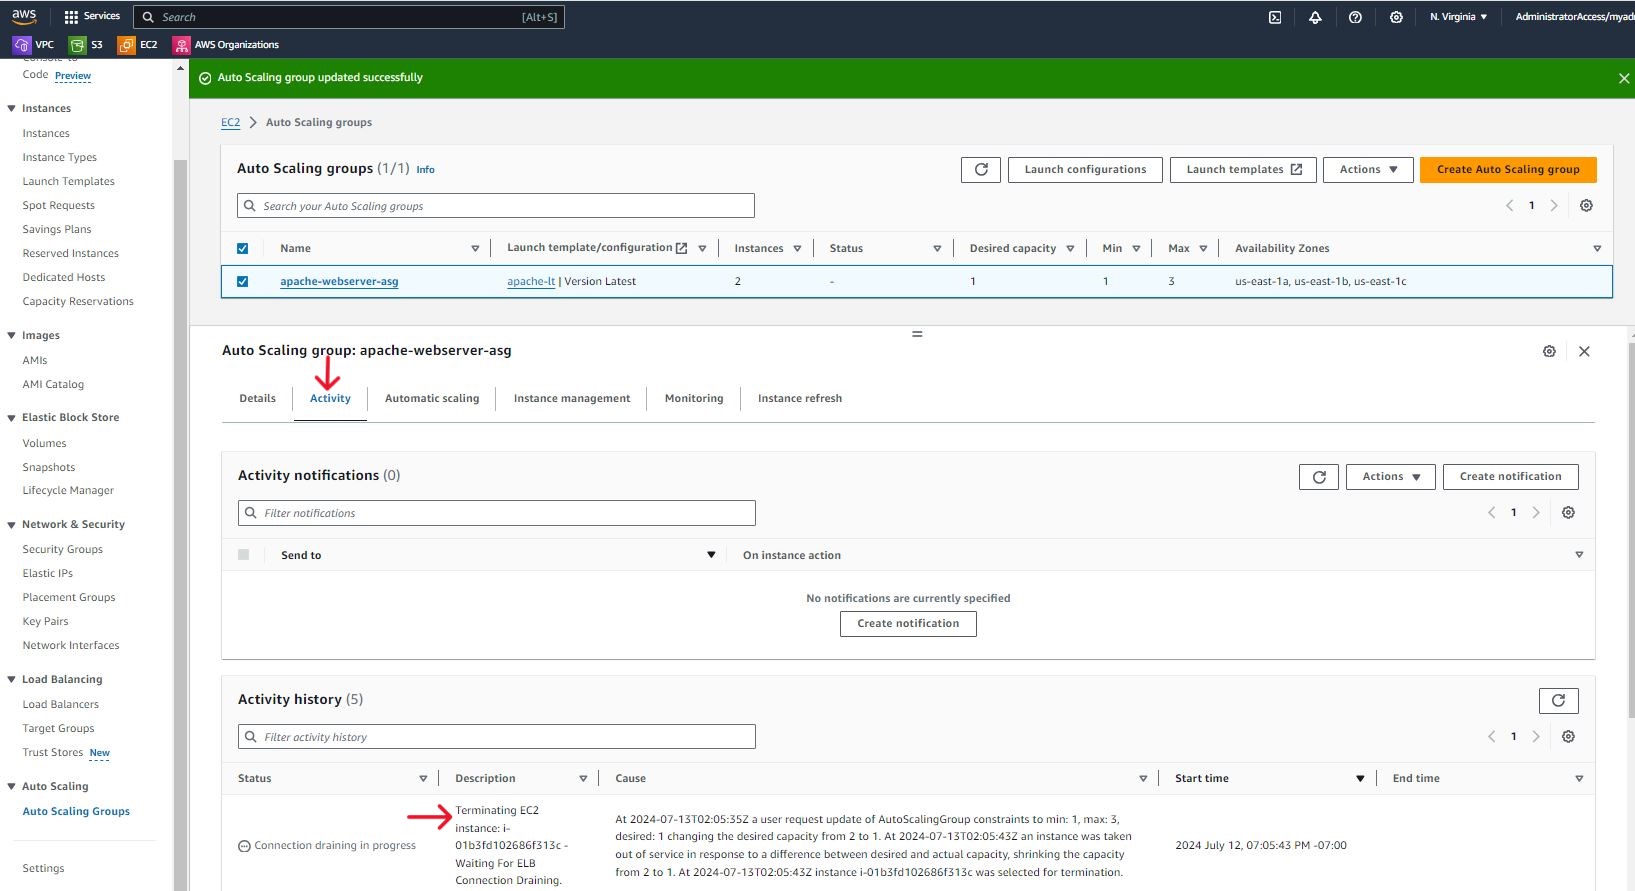 aws
Services
Search
[Alt+S]
N. Virginia
AdministratorAccess/myad
VPC
S3
EC2
AWS Organizations
Code Preview
Instances
Instances
Instance Types
Launch Templates
Spot Requests
Savings Plans
Reserved Instances
Dedicated Hosts
Capacity Reservations
Images
AMIs
AMI Catalog
Elastic Block Store
Volumes
Snapshots
Lifecycle Manager
Network & Security
Security Groups
Elastic IPs
Placement Groups
Key Pairs
Network Interfaces
Load Balancing
Load Balancers
Target Groups
Trust Stores New
Auto Scaling
Auto Scaling Groups
Settings
Auto Scaling group updated successfully
EC2
Auto Scaling groups
Auto Scaling groups (1/1) Info
Launch configurations
Launch templates
Actions
Create Auto Scaling group
Search your Auto Scaling groups
1
Name
Launch template/configuration
Instances
Status
Desired capacity
Min
Max
Availability Zones
apache-webserver-asg
apache-lt | Version Latest
2
-
1
1
3
us-east-1a, us-east-1b, us-east-1c
Auto Scaling group: apache-webserver-asg
Details
Activity
Automatic scaling
Instance management
Monitoring
Instance refresh
Activity notifications (0)
Actions
Create notification
Filter notifications
1
Send to
On instance action
No notifications are currently specified
Create notification
Activity history (5)
Filter activity history
1
Status
Description
Cause
Start time
End time
Connection draining in progress
Terminating EC2
instance: i-
01b3fd102686f313c -
Waiting For ELB
Connection Draining.
At 2024-07-13T02:05:35Z a user request update of AutoScalingGroup constraints to min: 1, max: 3,
desired: 1 changing the desired capacity from 2 to 1. At 2024-07-13T02:05:43Z an instance was taken
out of service in response to a difference between desired and actual capacity, shrinking the capacity
from 2 to 1. At 2024-07-13T02:05:43Z instance i-01b3fd102686f313c was selected for termination.
2024 July 12, 07:05:43 PM -07:00